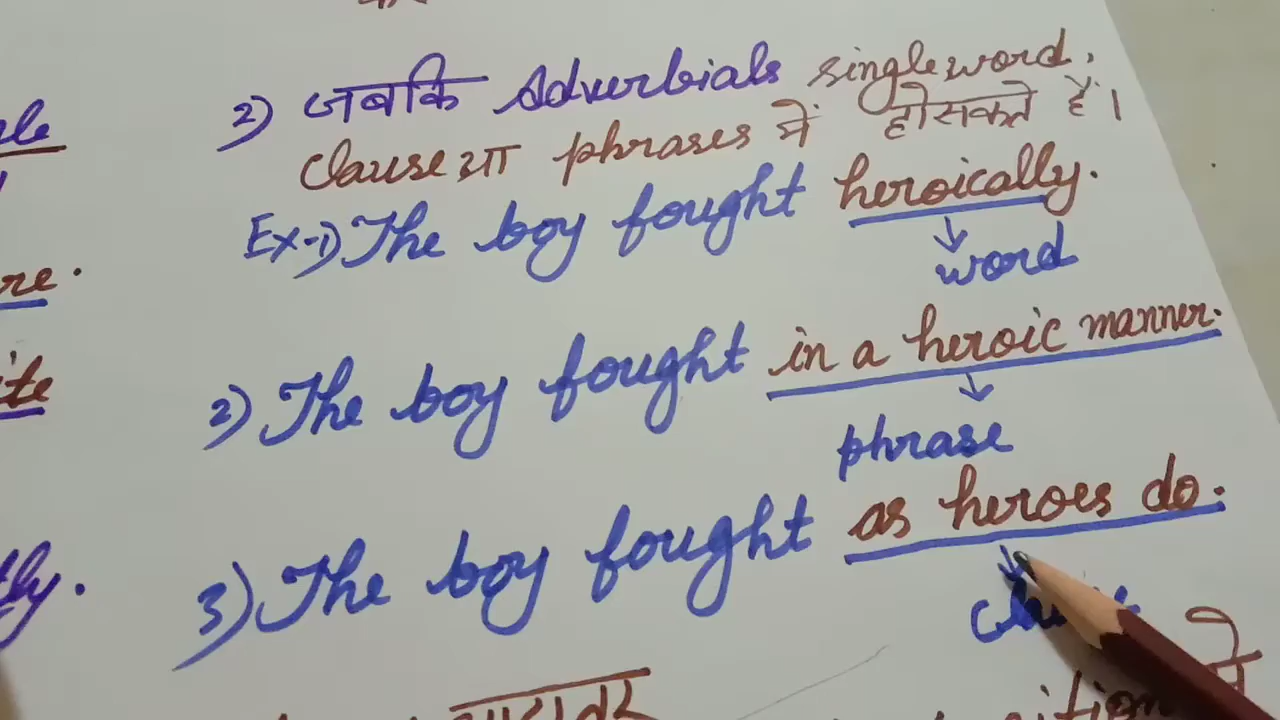 2) जबकि Adverbials single word,
clause या phrases में हो सकते हैं।
Ex-1) The boy fought heroically.
word
2) The boy fought in a heroic manner.
phrase
3) The boy fought as heroes do.